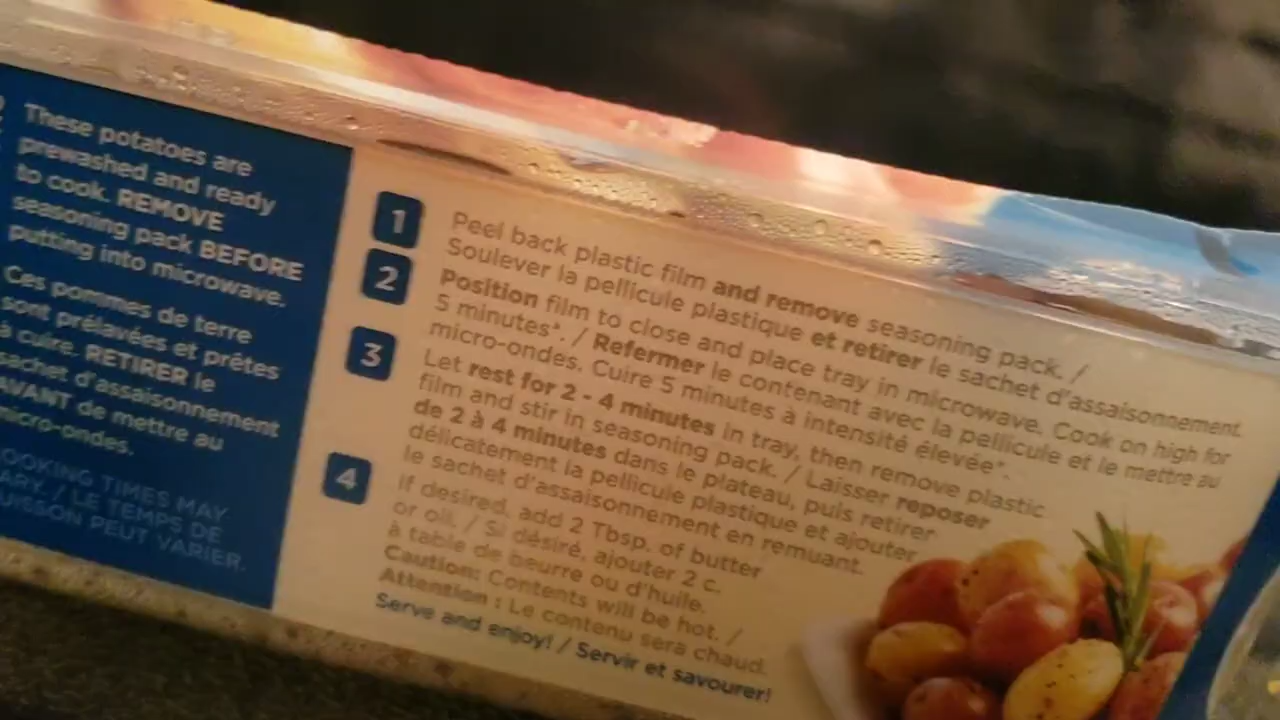 These potatoes are
prewashed and ready
to cook. REMOVE
seasoning pack BEFORE
putting into microwave.
Ces pommes de terre
sont prélavées et prêtes
à cuire. RETIRER le
sachet d'assaisonnement
AVANT de mettre au
micro-ondes.
COOKING TIMES MAY
VARY. / LE TEMPS DE
CUISSON PEUT VARIER.
1 Peel back plastic film and remove seasoning pack. /
Soulever la pellicule plastique et retirer le sachet d'assaisonnement.
2 Position film to close and place tray in microwave. Cook on high for
5 minutes*. / Refermer le contenant avec la pellicule et le mettre au
micro-ondes. Cuire 5 minutes à intensité élevée*.
3 Let rest for 2 - 4 minutes in tray, then remove plastic
film and stir in seasoning pack. / Laisser reposer
de 2 à 4 minutes dans le plateau, puis retirer
délicatement la pellicule plastique et ajouter
le sachet d'assaisonnement en remuant.
4 If desired, add 2 Tbsp. of butter
or oil. / Si désiré, ajouter 2 c.
à table de beurre ou d'huile.
Caution: Contents will be hot. /
Attention : Le contenu sera chaud.
Serve and enjoy! / Servir et savourer!